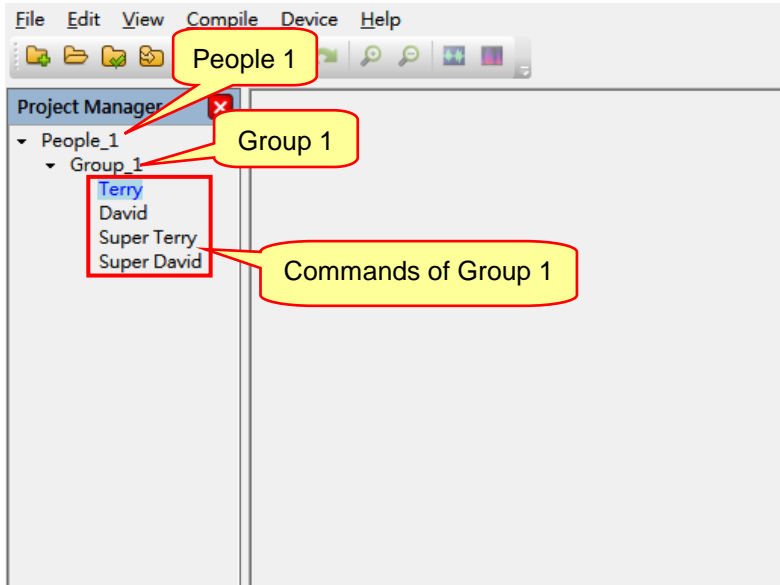 File Edit View Compile Device Help
People 1
Project Manager
People_1
Group 1
Group_1
Terry
David
Super Terry
Super David
Commands of Group 1